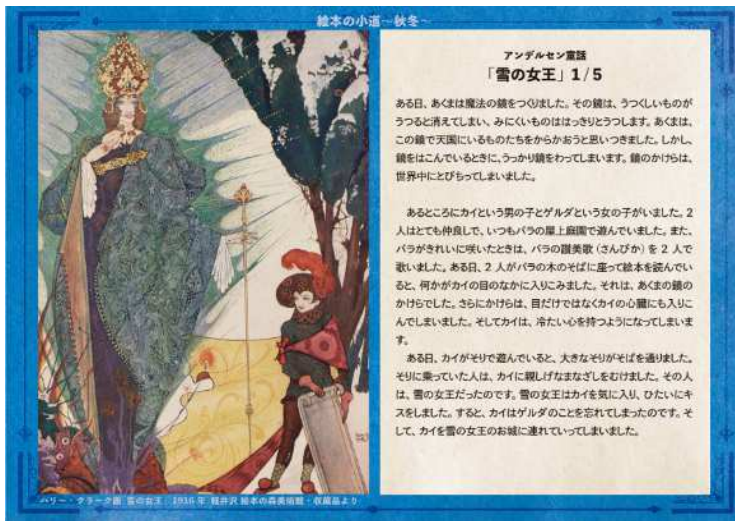 絵本の小道~秋冬~
アンデルセン童話
「雪の女王」1/5
ある日、あくまは魔法の鏡をつくりました。その鏡は、うつくしいものが
うつると消えてしまい、みにくいものははっきりとうつします。あくまは、
この鏡で天国にいるものたちをからかおうと思いつきました。しかし、
鏡をはこんでいるときに、うっかり鏡をわってしまいます。鏡のかけらは、
世界中にとびちってしまいました。
あるところにカイという男の子とゲルダという女の子がいました。2
人はとても仲良しで、いつもバラの屋上庭園で遊んでいました。また、
バラがきれいに咲いたときは、バラの讃美歌(さんびか)を 2 人で
歌いました。ある日、2 人がバラの木のそばに座って絵本を読んでい
ると、何かがカイの目のなかに入りこみました。それは、あくまの鏡の
かけらでした。さらにかけらは、目だけではなくカイの心臓にも入りこ
んでしまいました。そしてカイは、冷たい心を持つようになってしまいま
す。
ある日、カイがそりで遊んでいると、大きなそりがそばを通りました。
そりに乗っていた人は、カイに親しげなまなざしをむけました。その人
は、雪の女王だったのです。雪の女王はカイを気に入り、ひたいにキ
スをしました。すると、カイはゲルダのことを忘れてしまったのです。そ
して、カイを雪の女王のお城に連れていってしまいました。
ハリー・クラーク画 雪の女王 1916 年 軽井沢 絵本の森美術館・収蔵品より